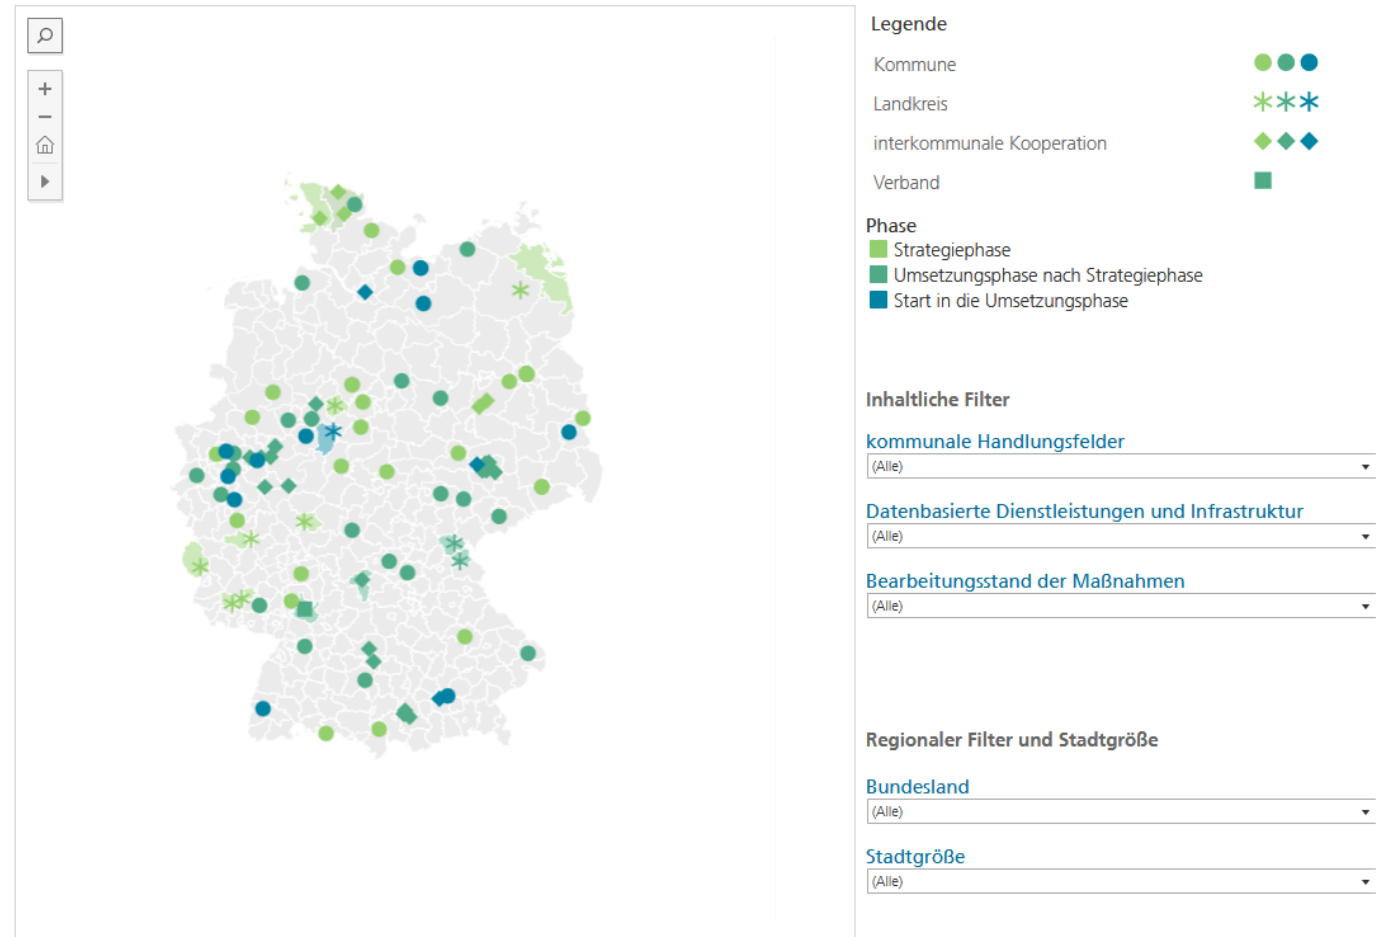 Legende
Kommune
Landkreis
interkommunale Kooperation
Verband
Phase
Strategiephase
Umsetzungsphase nach Strategiephase
Start in die Umsetzungsphase
Inhaltliche Filter
kommunale Handlungsfelder
(Alle)
Datenbasierte Dienstleistungen und Infrastruktur
(Alle)
Bearbeitungsstand der Maßnahmen
(Alle)
Regionaler Filter und Stadtgröße
Bundesland
(Alle)
Stadtgröße
(Alle)